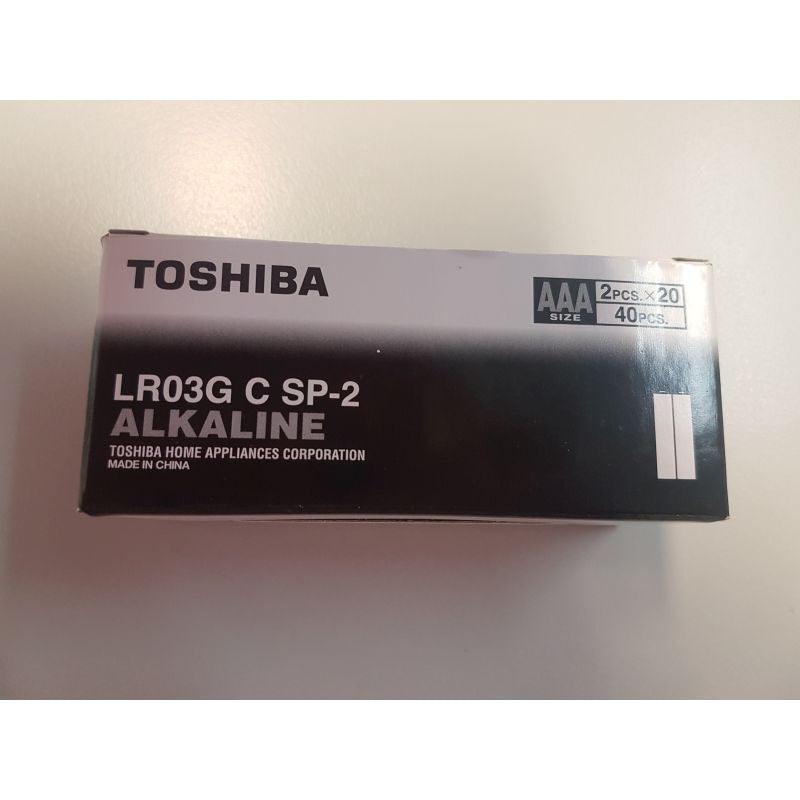 TOSHIBA
AAA
SIZE
2PCS.×20
40PCS.
LR03G C SP-2
ALKALINE
TOSHIBA HOME APPLIANCES CORPORATION
MADE IN CHINA